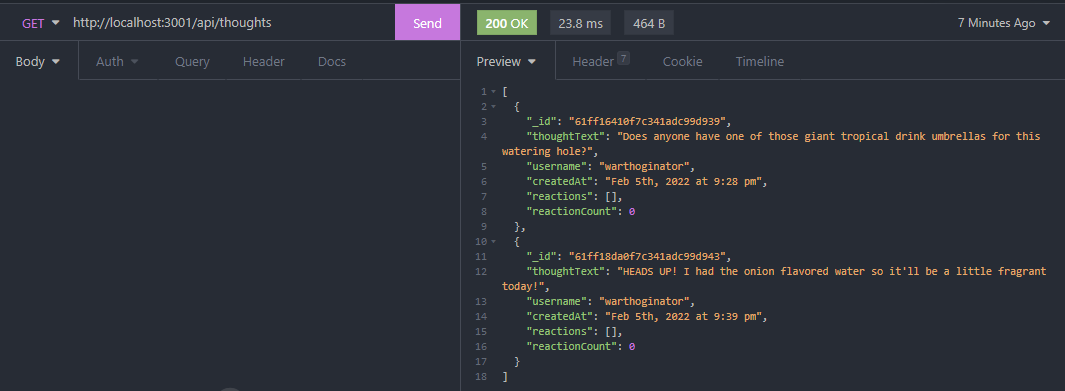 GET http://localhost:3001/api/thoughts Send 200 OK 23.8 ms 464 B 7 Minutes Ago
Body Auth Query Header Docs Preview Header 7 Cookie Timeline
1 [
2 {
3 "_id": "61ff16410f7c341adc99d939",
4 "thoughtText": "Does anyone have one of those giant tropical drink umbrellas for this
watering hole?",
5 "username": "warthoginator",
6 "createdAt": "Feb 5th, 2022 at 9:28 pm",
7 "reactions": [],
8 "reactionCount": 0
9 },
10 {
11 "_id": "61ff18da0f7c341adc99d943",
12 "thoughtText": "HEADS UP! I had the onion flavored water so it'll be a little fragrant
today!",
13 "username": "warthoginator",
14 "createdAt": "Feb 5th, 2022 at 9:39 pm",
15 "reactions": [],
16 "reactionCount": 0
17 }
18 ]